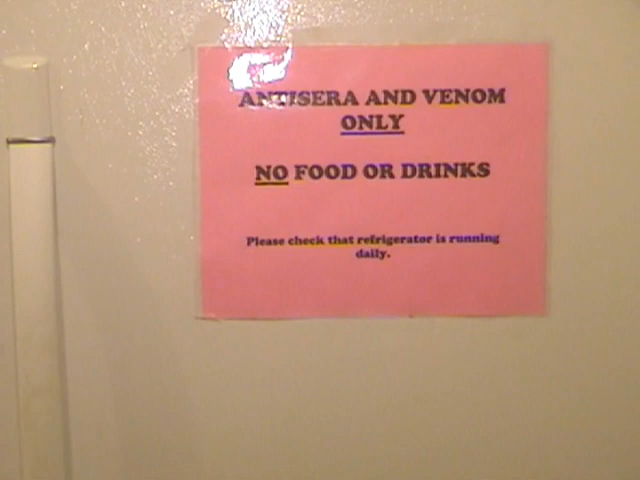 ANTISERA AND VENOM
ONLY
NO FOOD OR DRINKS
Please check that refrigerator is running
daily.